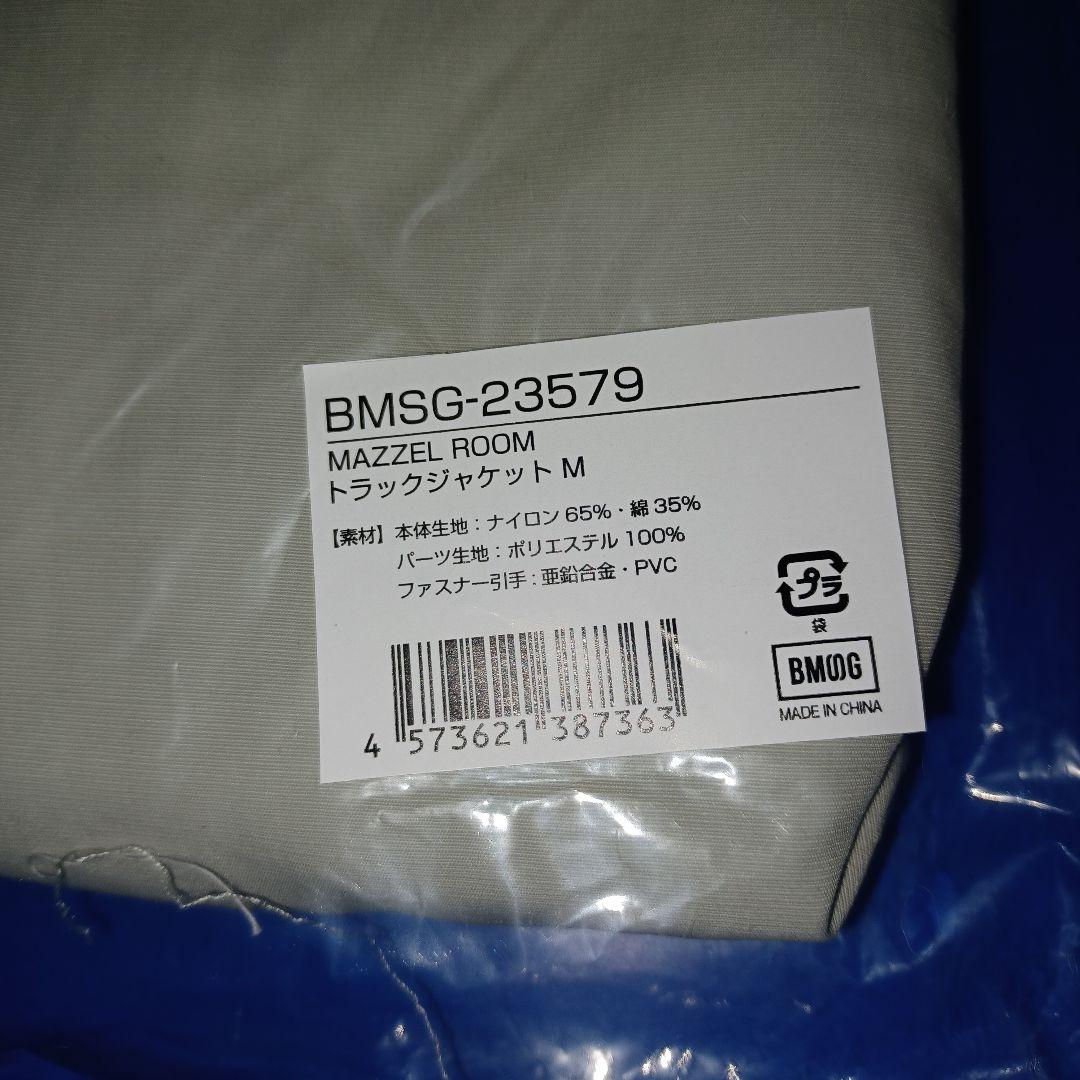 BMSG-23579
MAZZEL ROOM
トラックジャケット M
【素材】本体生地:ナイロン 65%・綿 35%
パーツ生地:ポリエステル 100%
ファスナー引手:亜鉛合金・PVC
プラ
袋
BMSG
MADE IN CHINA
4 573621 387363